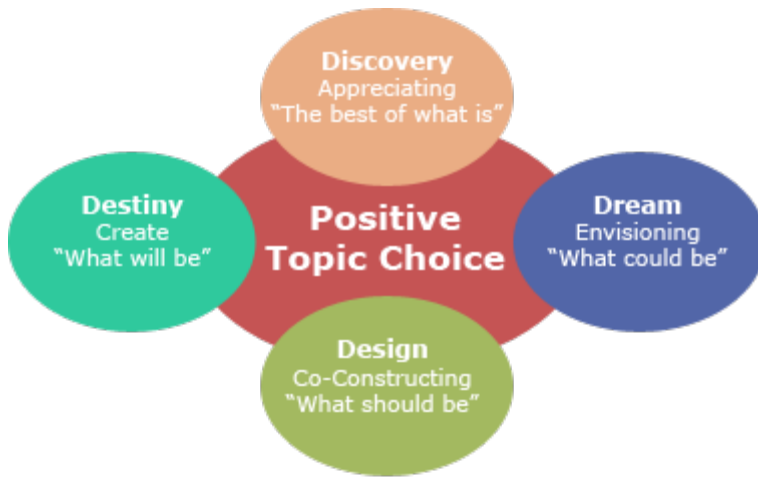 Discovery
Appreciating
“The best of what is”
Destiny
Create
“What will be”
Positive
Topic Choice
Dream
Envisioning
“What could be”
Design
Co-Constructing
“What should be”